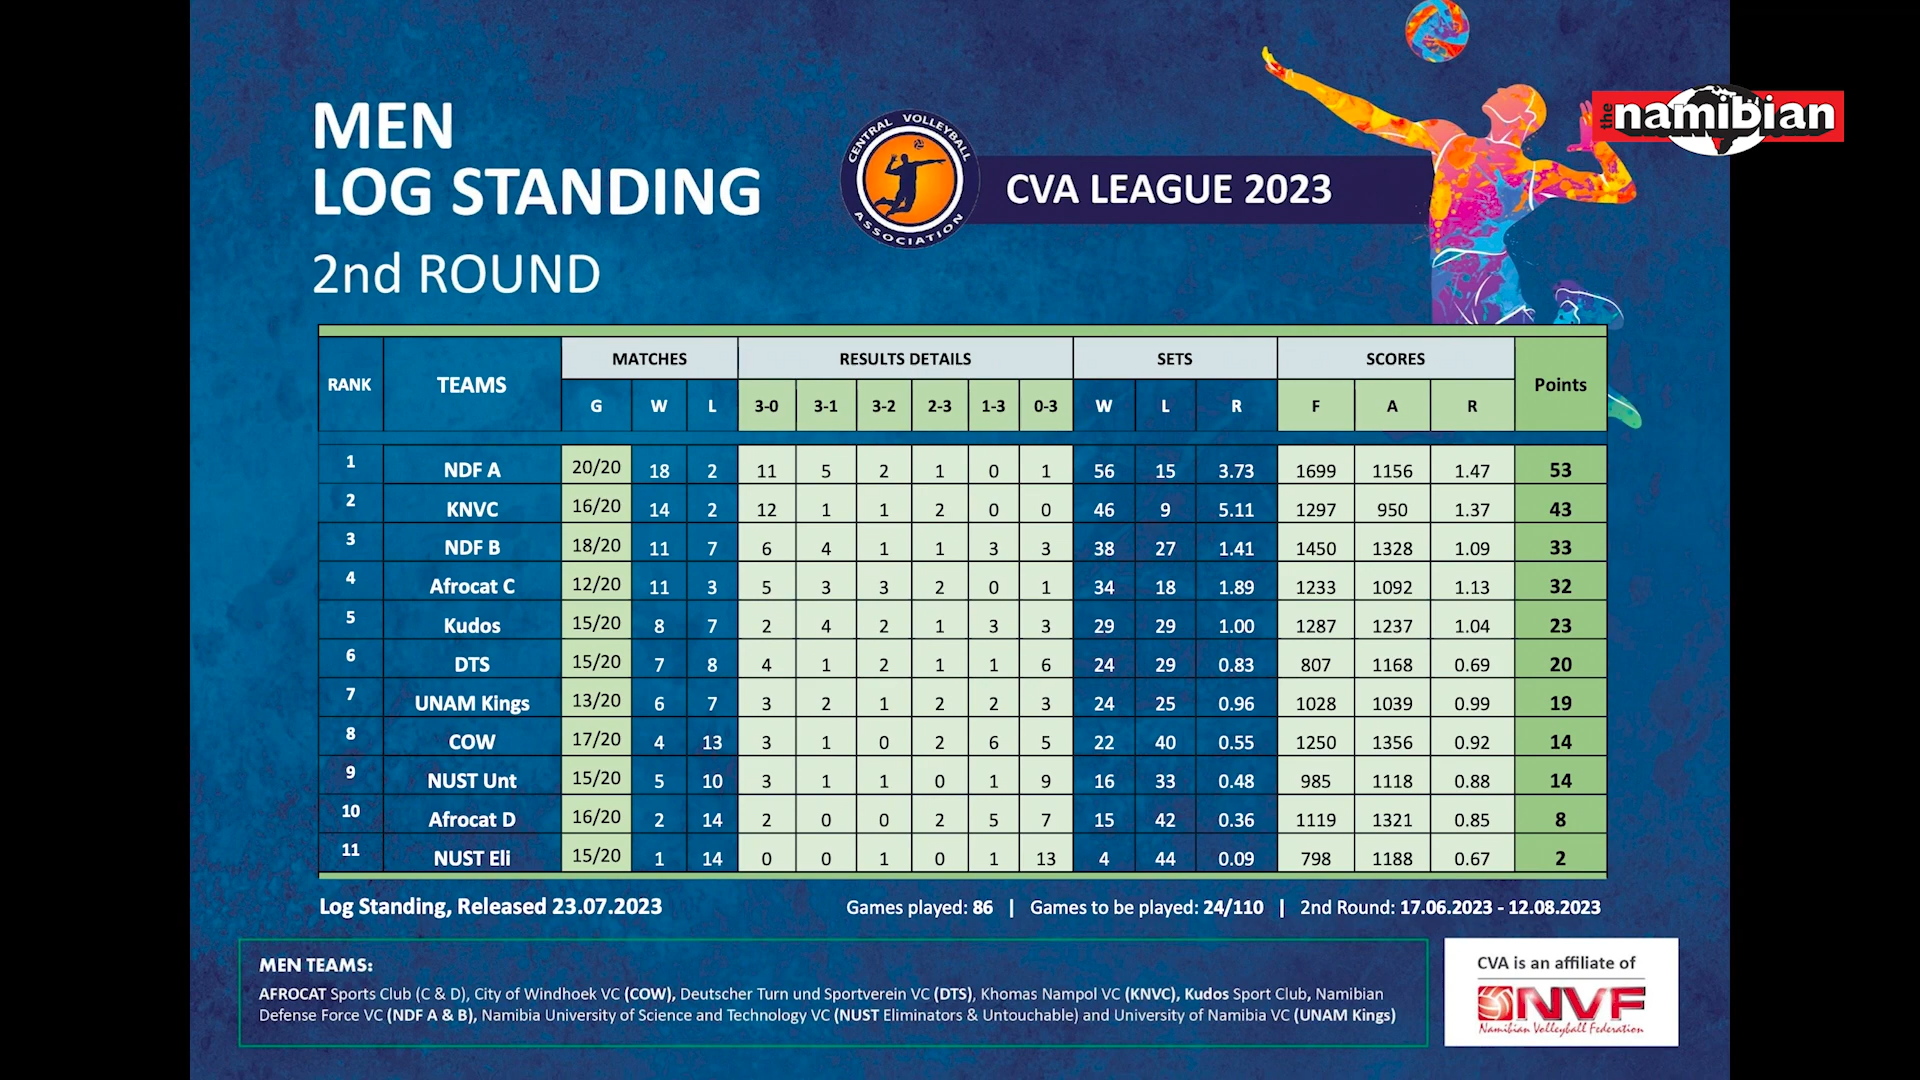 the namibian
MEN
LOG STANDING
2nd ROUND
CENTRAL VOLLEYBALL ASSOCIATION
CVA LEAGUE 2023
RANK TEAMS MATCHES RESULTS DETAILS SETS SCORES Points
G W L 3-0 3-1 3-2 2-3 1-3 0-3 W L R F A R
1 NDF A 20/20 18 2 11 5 2 1 0 1 56 15 3.73 1699 1156 1.47 53
2 KNVC 16/20 14 2 12 1 1 2 0 0 46 9 5.11 1297 950 1.37 43
3 NDF B 18/20 11 7 6 4 1 1 3 3 38 27 1.41 1450 1328 1.09 33
4 Afrocat C 12/20 11 3 5 3 3 2 0 1 34 18 1.89 1233 1092 1.13 32
5 Kudos 15/20 8 7 2 4 2 1 3 3 29 29 1.00 1287 1237 1.04 23
6 DTS 15/20 7 8 4 1 2 1 1 6 24 29 0.83 807 1168 0.69 20
7 UNAM Kings 13/20 6 7 3 2 1 2 2 3 24 25 0.96 1028 1039 0.99 19
8 COW 17/20 4 13 3 1 0 2 6 5 22 40 0.55 1250 1356 0.92 14
9 NUST Unt 15/20 5 10 3 1 1 0 1 9 16 33 0.48 985 1118 0.88 14
10 Afrocat D 16/20 2 14 2 0 0 2 5 7 15 42 0.36 1119 1321 0.85 8
11 NUST Eli 15/20 1 14 0 0 1 0 1 13 4 44 0.09 798 1188 0.67 2
Log Standing, Released 23.07.2023 Games played: 86 | Games to be played: 24/110 | 2nd Round: 17.06.2023 - 12.08.2023
MEN TEAMS:
AFROCAT Sports Club (C & D), City of Windhoek VC (COW), Deutscher Turn und Sportverein VC (DTS), Khomas Nampol VC (KNVC), Kudos Sport Club, Namibian
Defense Force VC (NDF A & B), Namibia University of Science and Technology VC (NUST Eliminators & Untouchable) and University of Namibia VC (UNAM Kings)
CVA is an affiliate of
NVF
Namibian Volleyball Federation